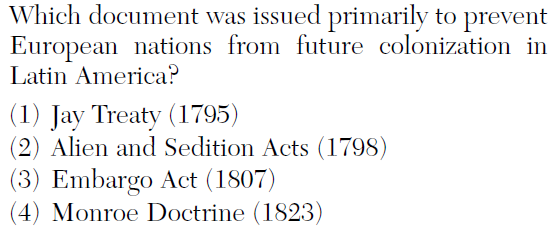 Which document was issued primarily to prevent
European nations from future colonization in
Latin America?
(1) Jay Treaty (1795)
(2) Alien and Sedition Acts (1798)
(3) Embargo Act (1807)
(4) Monroe Doctrine (1823)